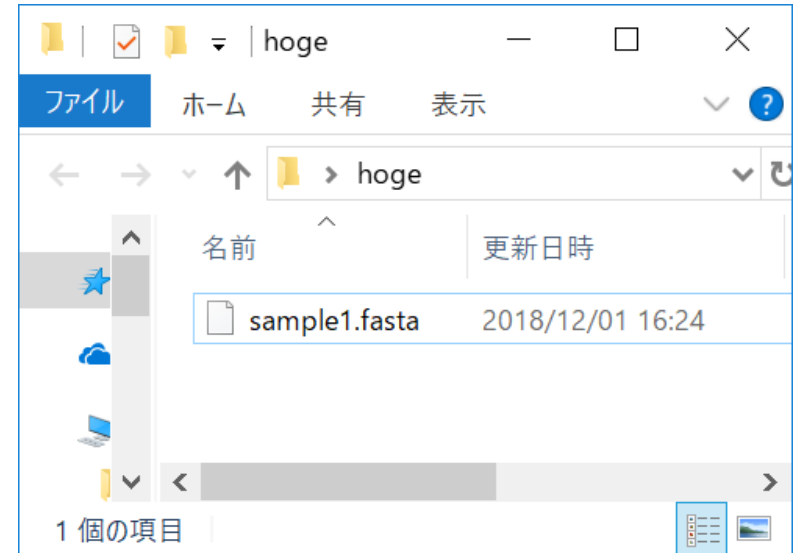 hoge
ファイル ホーム 共有 表示 ?
hoge
名前 更新日時
sample1.fasta 2018/12/01 16:24
1 個の項目